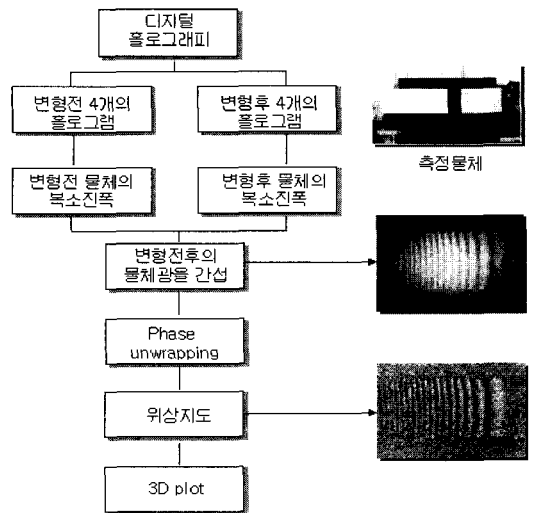 디지털
홀로그래피
변형전 4개의
홀로그램
변형후 4개의
홀로그램
측정물체
변형전 물체의
복소진폭
변형후 물체의
복소진폭
변형전후의
물체광을 간섭
Phase
unwrapping
위상지도
3D plot